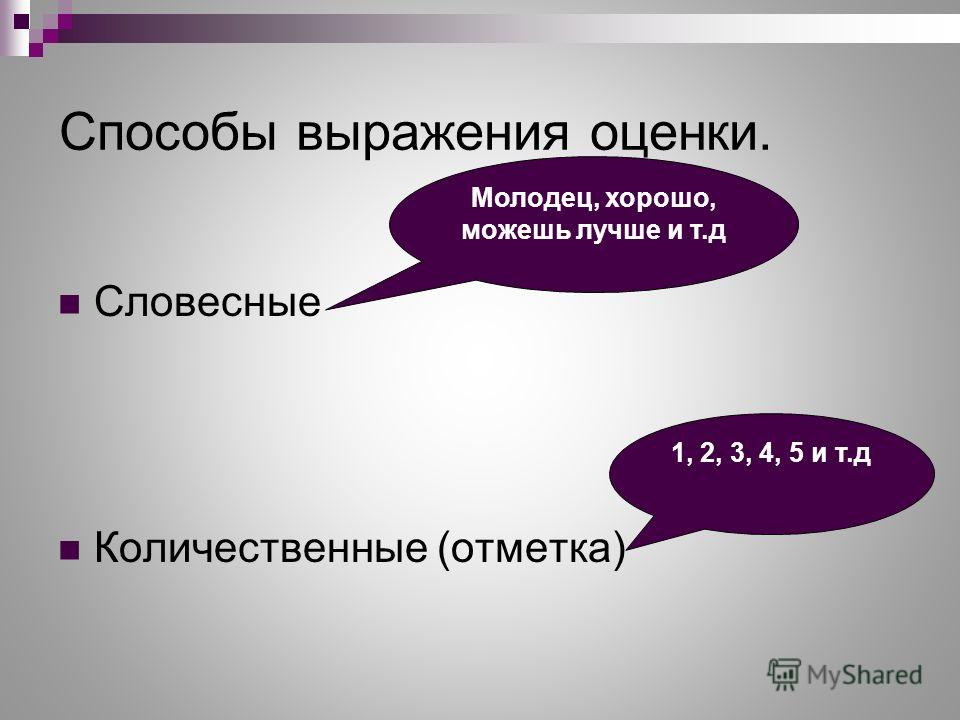 Способы выражения оценки.
Молодец, хорошо,
можешь лучше и т.д
Словесные
1, 2, 3, 4, 5 и т.д
Количественные (отметка)
MyShared